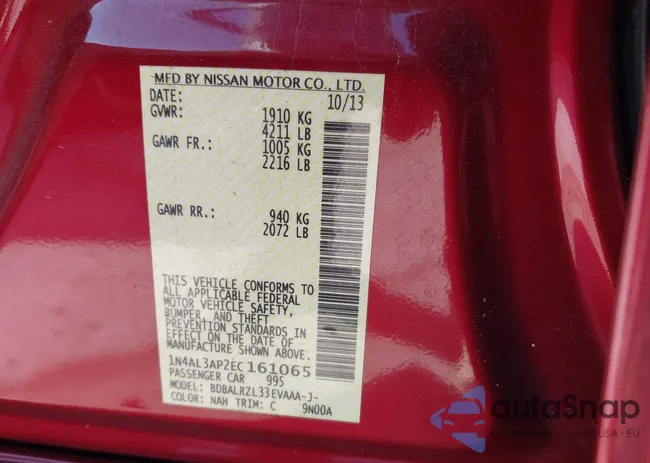 MFD BY NISSAN MOTOR CO., LTD.
DATE: 10/13
GVWR: 1910 KG
4211 LB
GAWR FR.: 1005 KG
2216 LB
GAWR RR.: 940 KG
2072 LB
THIS VEHICLE CONFORMS TO
ALL APPLICABLE FEDERAL
MOTOR VEHICLE SAFETY,
BUMPER, AND THEFT
PREVENTION STANDARDS IN
EFFECT ON THE DATE OF
MANUFACTURE SHOWN ABOVE.
1N4AL3AP2EC161065
PASSENGER CAR 995
MODEL: BDBALRZL33EVAAA-J-
COLOR: NAH TRIM: C 9N00A
autoSnap
USA / EU